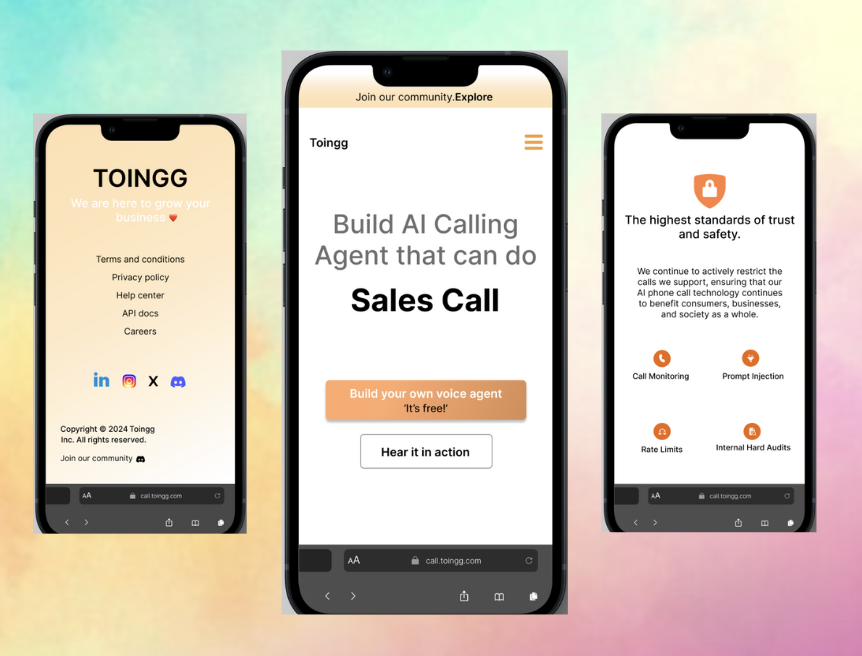 TOINGG
We are here to grow your
business ❤️
Terms and conditions
Privacy policy
Help center
API docs
Careers
in
X
Copyright © 2024 Toingg
Inc. All rights reserved.
Join our community
AA
call.toingg.com
Join our community.Explore
Toingg
Build AI Calling
Agent that can do
Sales Call
Build your own voice agent
'It's free!'
Hear it in action
AA
call.toingg.com
The highest standards of trust
and safety.
We continue to actively restrict the
calls we support, ensuring that our
AI phone call technology continues
to benefit consumers, businesses,
and society as a whole.
Call Monitoring
Prompt Injection
Rate Limits
Internal Hard Audits
AA
call.toingg.com